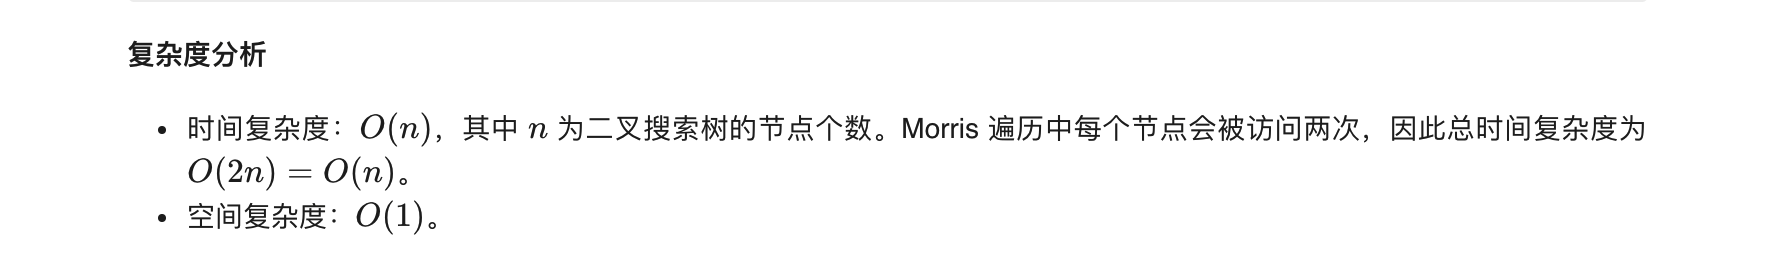 复杂度分析
• 时间复杂度：O(n)，其中 n 为二叉搜索树的节点个数。Morris 遍历中每个节点会被访问两次，因此总时间复杂度为
O(2n) = O(n)。
• 空间复杂度：O(1)。